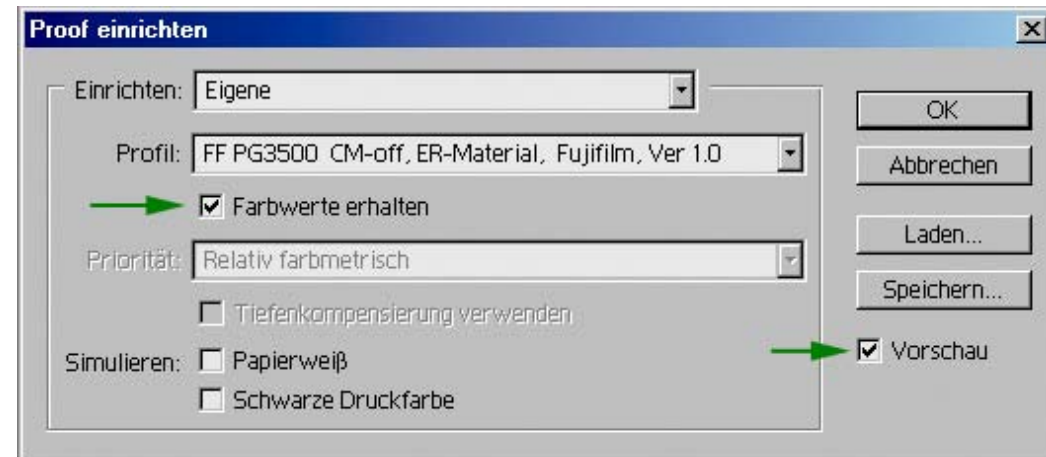 Proof einrichten
Einrichten: Eigene
OK
Profil: FF PG3500 CM-off, ER-Material, Fujifilm, Ver 1.0
Abbrechen
Farbwerte erhalten
Laden...
Priorität: Relativ farbmetrisch
Speichern...
Tiefenkompensierung verwenden
Simulieren: Papierweiß
Vorschau
Schwarze Druckfarbe